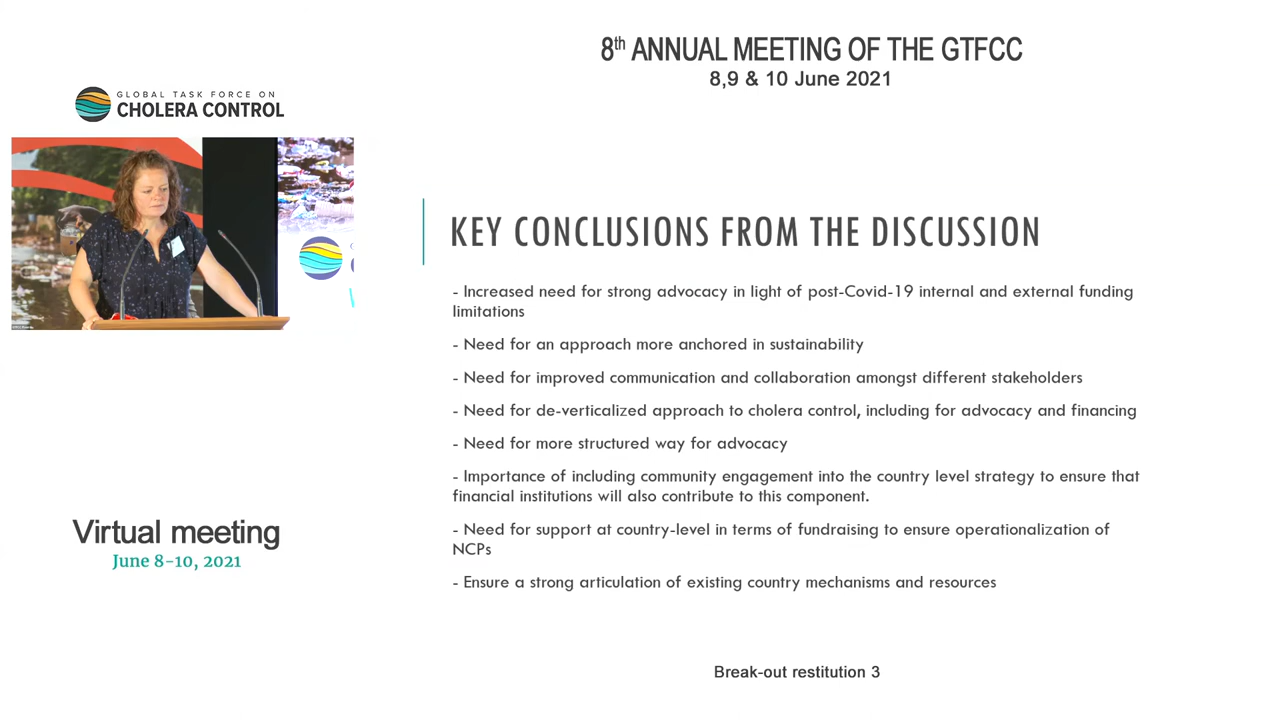 8th ANNUAL MEETING OF THE GTFCC
8,9 & 10 June 2021
GLOBAL TASK FORCE ON
CHOLERA CONTROL
KEY CONCLUSIONS FROM THE DISCUSSION
- Increased need for strong advocacy in light of post-Covid-19 internal and external funding
limitations
- Need for an approach more anchored in sustainability
- Need for improved communication and collaboration amongst different stakeholders
- Need for de-verticalized approach to cholera control, including for advocacy and financing
- Need for more structured way for advocacy
- Importance of including community engagement into the country level strategy to ensure that
financial institutions will also contribute to this component.
- Need for support at country-level in terms of fundraising to ensure operationalization of
NCPs
- Ensure a strong articulation of existing country mechanisms and resources
Virtual meeting
June 8-10, 2021
Break-out restitution 3